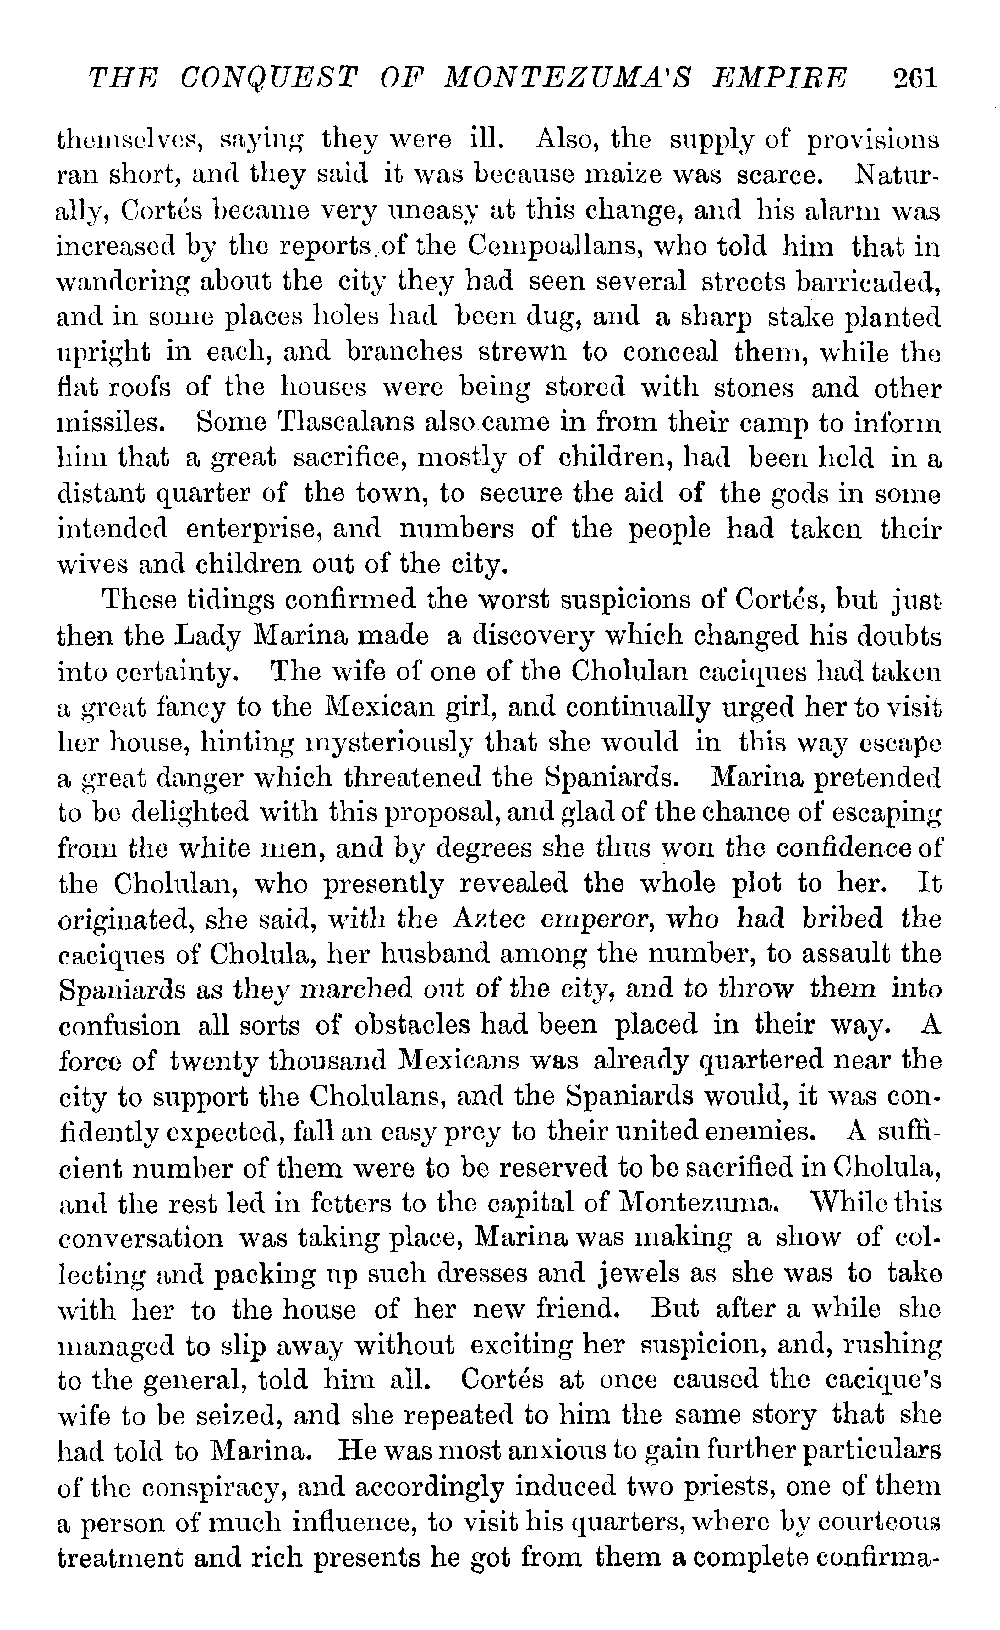 THE CONQUEST OF MONTEZUMA'S EMPIRE 261
themselves, saying they were ill. Also, the supply of provisions
ran short, and they said it was because maize was scarce. Natur-
ally, Cortés became very uneasy at this change, and his alarm was
increased by the reports of the Cempoallans, who told him that in
wandering about the city they had seen several streets barricaded,
and in some places holes had been dug, and a sharp stake planted
upright in each, and branches strewn to conceal them, while the
flat roofs of the houses were being stored with stones and other
missiles. Some Tlascalans also came in from their camp to inform
him that a great sacrifice, mostly of children, had been held in a
distant quarter of the town, to secure the aid of the gods in some
intended enterprise, and numbers of the people had taken their
wives and children out of the city.
These tidings confirmed the worst suspicions of Cortés, but just
then the Lady Marina made a discovery which changed his doubts
into certainty. The wife of one of the Cholulan caciques had taken
a great fancy to the Mexican girl, and continually urged her to visit
her house, hinting mysteriously that she would in this way escape
a great danger which threatened the Spaniards. Marina pretended
to be delighted with this proposal, and glad of the chance of escaping
from the white men, and by degrees she thus won the confidence of
the Cholulan, who presently revealed the whole plot to her. It
originated, she said, with the Aztec emperor, who had bribed the
caciques of Cholula, her husband among the number, to assault the
Spaniards as they marched out of the city, and to throw them into
confusion all sorts of obstacles had been placed in their way. A
force of twenty thousand Mexicans was already quartered near the
city to support the Cholulans, and the Spaniards would, it was con-
fidently expected, fall an easy prey to their united enemies. A suffi-
cient number of them were to be reserved to be sacrified in Cholula,
and the rest led in fetters to the capital of Montezuma. While this
conversation was taking place, Marina was making a show of col-
lecting and packing up such dresses and jewels as she was to take
with her to the house of her new friend. But after a while she
managed to slip away without exciting her suspicion, and, rushing
to the general, told him all. Cortés at once caused the cacique's
wife to be seized, and she repeated to him the same story that she
had told to Marina. He was most anxious to gain further particulars
of the conspiracy, and accordingly induced two priests, one of them
a person of much influence, to visit his quarters, where by courteous
treatment and rich presents he got from them a complete confirma-